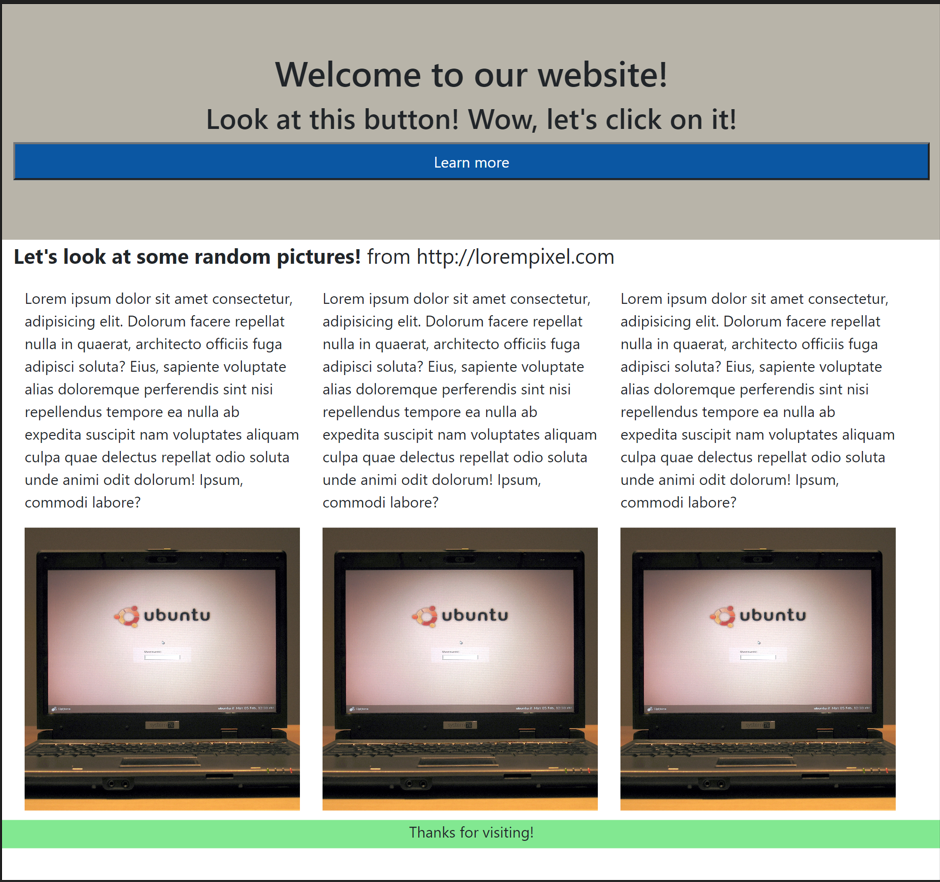 Welcome to our website!
Look at this button! Wow, let's click on it!
Learn more
Let's look at some random pictures! from http://lorempixel.com
Lorem ipsum dolor sit amet consectetur,
adipisicing elit. Dolorum facere repellat
nulla in quaerat, architecto officiis fuga
adipisci soluta? Eius, sapiente voluptate
alias doloremque perferendis sint nisi
repellendus tempore ea nulla ab
expedita suscipit nam voluptates aliquam
culpa quae delectus repellat odio soluta
unde animi odit dolorum! Ipsum,
commodi labore?
Lorem ipsum dolor sit amet consectetur,
adipisicing elit. Dolorum facere repellat
nulla in quaerat, architecto officiis fuga
adipisci soluta? Eius, sapiente voluptate
alias doloremque perferendis sint nisi
repellendus tempore ea nulla ab
expedita suscipit nam voluptates aliquam
culpa quae delectus repellat odio soluta
unde animi odit dolorum! Ipsum,
commodi labore?
Lorem ipsum dolor sit amet consectetur,
adipisicing elit. Dolorum facere repellat
nulla in quaerat, architecto officiis fuga
adipisci soluta? Eius, sapiente voluptate
alias doloremque perferendis sint nisi
repellendus tempore ea nulla ab
expedita suscipit nam voluptates aliquam
culpa quae delectus repellat odio soluta
unde animi odit dolorum! Ipsum,
commodi labore?
ubuntu
ubuntu
ubuntu
Thanks for visiting!